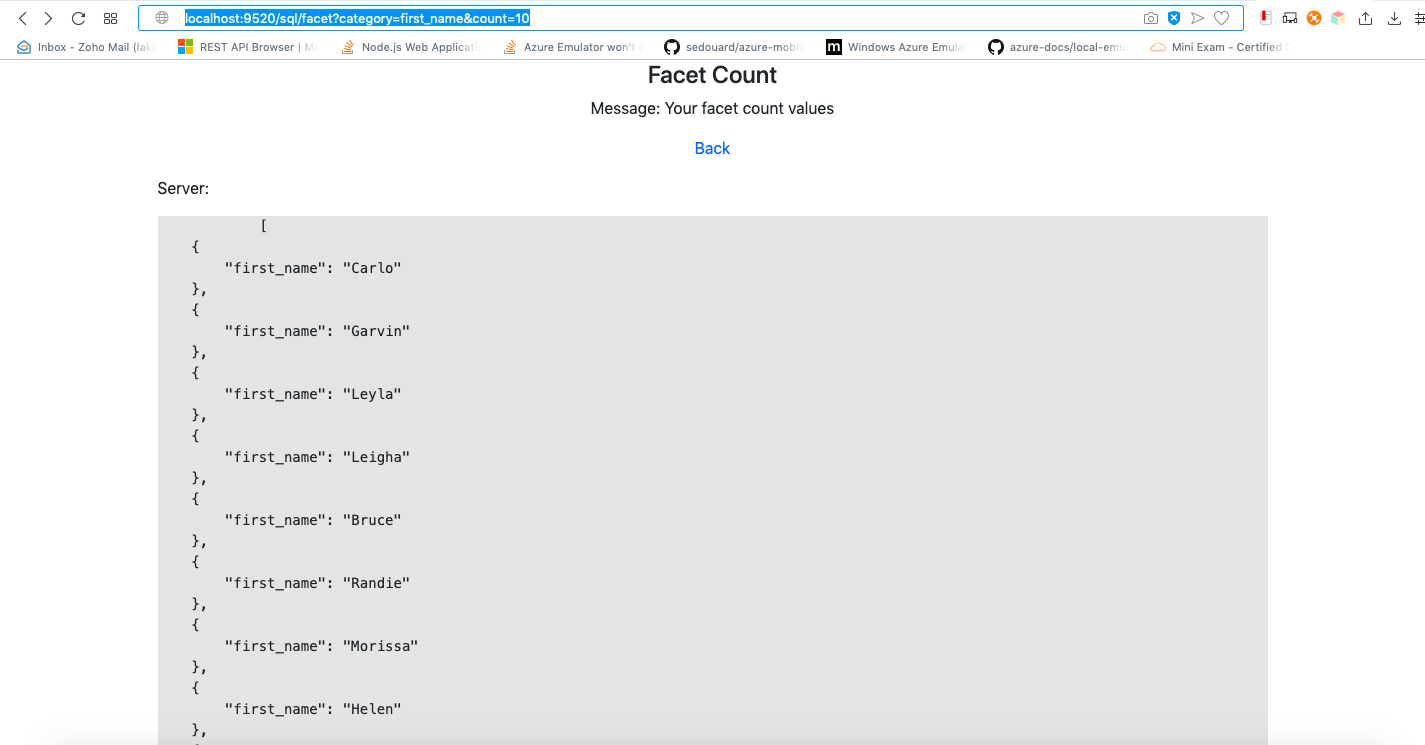 localhost:9520/sql/facet?category=first_name&count=10
Inbox - Zoho Mail (lak
REST API Browser | Mi
Node.js Web Applicati
Azure Emulator won't
sedouard/azure-mobil
m
Windows Azure Emula
azure-docs/local-emu
Mini Exam - Certified D
Facet Count
Message: Your facet count values
Back
Server:
[
{
"first_name": "Carlo"
},
{
"first_name": "Garvin"
},
{
"first_name": "Leyla"
},
{
"first_name": "Leigha"
},
{
"first_name": "Bruce"
},
{
"first_name": "Randie"
},
{
"first_name": "Morissa"
},
{
"first_name": "Helen"
},